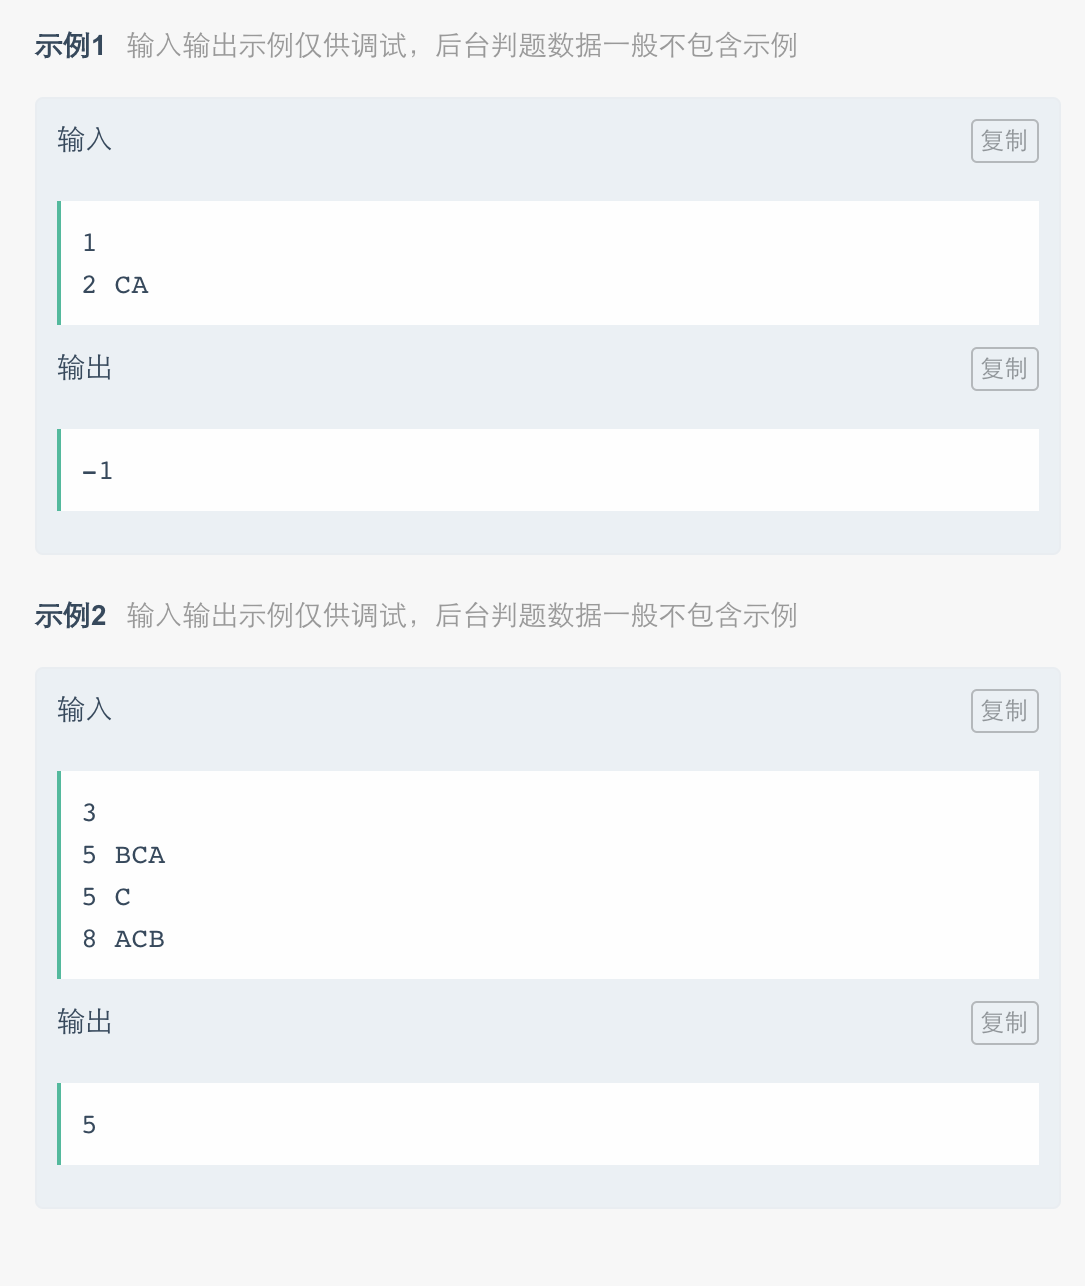 示例1 输入输出示例仅供调试，后台判题数据一般不包含示例
输入
复制
1
2 CA
输出
复制
-1
示例2 输入输出示例仅供调试，后台判题数据一般不包含示例
输入
复制
3
5 BCA
5 C
8 ACB
输出
复制
5